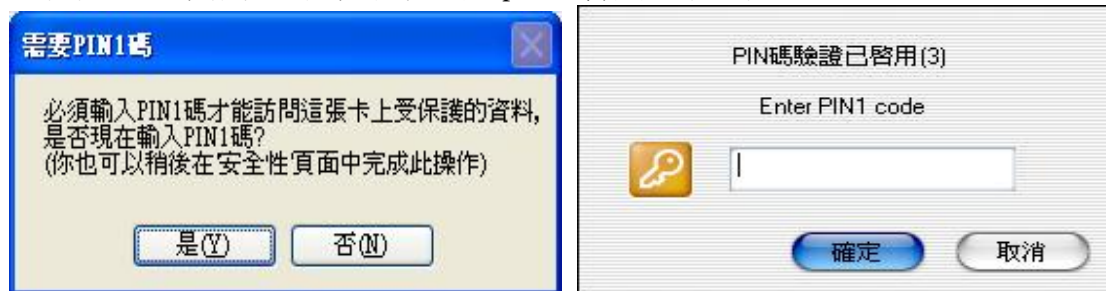 需要PIN1碼
必須輸入PIN1碼才能訪問這張卡上受保護的資料,
是否現在輸入PIN1碼?
(你也可以稍後在安全性頁面中完成此操作)
是(Y)
否(N)
PIN碼驗證已啓用(3)
Enter PIN1 code
確定
取消